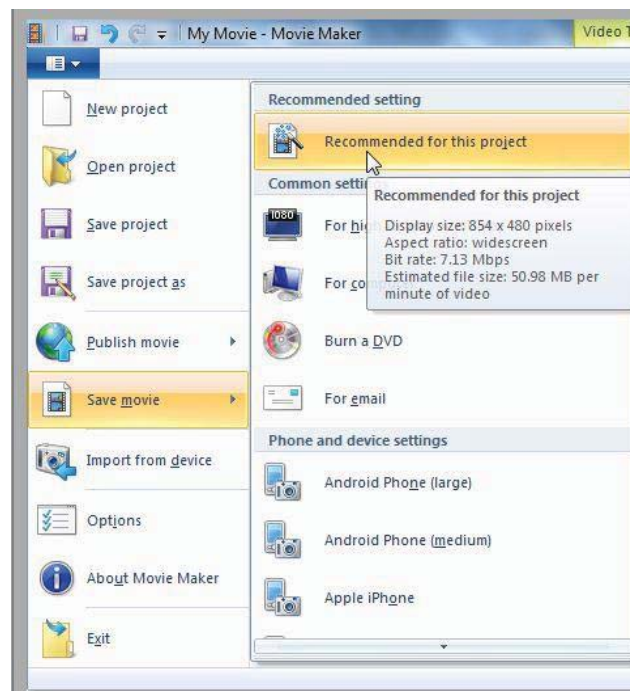 My Movie - Movie Maker
Video
New project
Open project
Save project
Save project as
Publish movie
Save movie
Import from device
Options
About Movie Maker
Exit
Recommended setting
Recommended for this project
Common
For
For
Burn a DVD
For email
Phone and device settings
Android Phone (large)
Android Phone (medium)
Apple iPhone
1080
Recommended for this project
Display size: 854 x 480 pixels
Aspect ratio: widescreen
Bit rate: 7.13 Mbps
Estimated file size: 50.98 MB per
minute of video